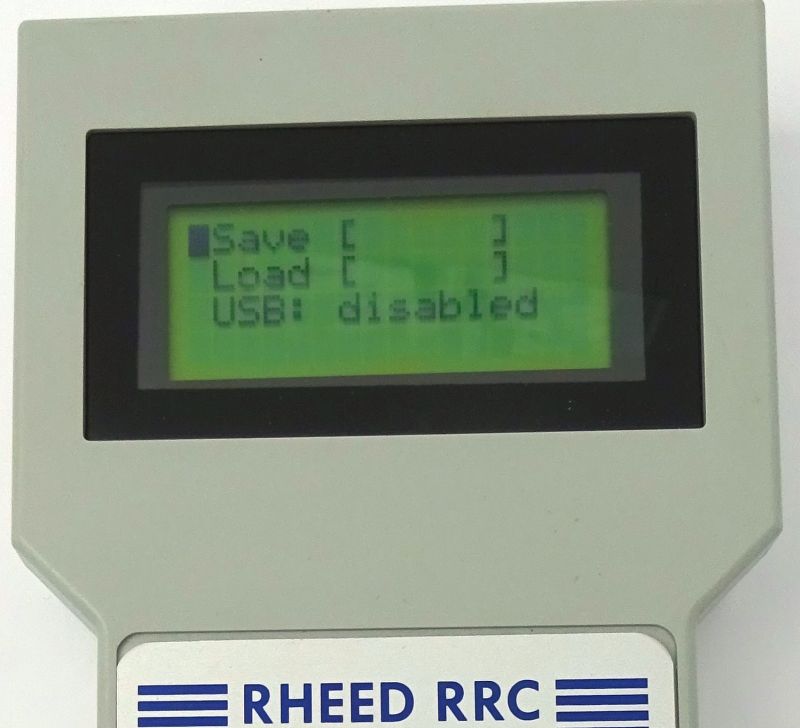 Save [      ]
Load [      ]
USB: disabled
RHEED RRC